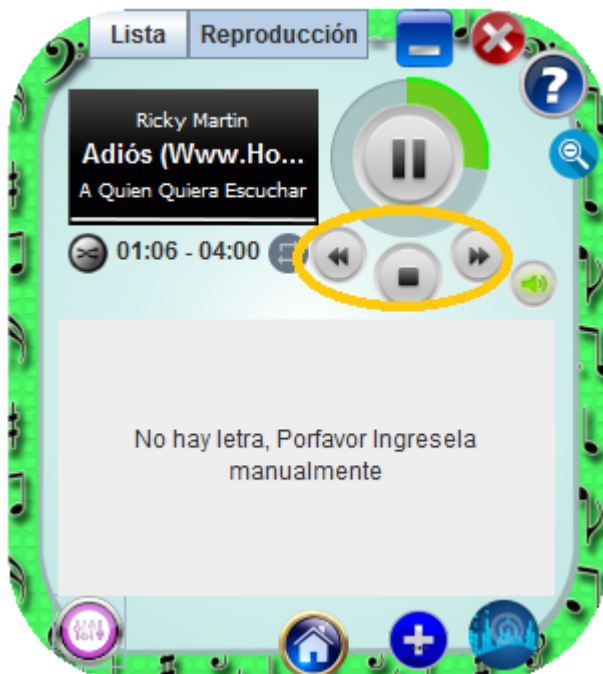 Lista
Reproducción
?
Ricky Martin
Adiós (Www.Ho...
A Quien Quiera Escuchar
01:06 - 04:00
No hay letra, Porfavor Ingresela
manualmente